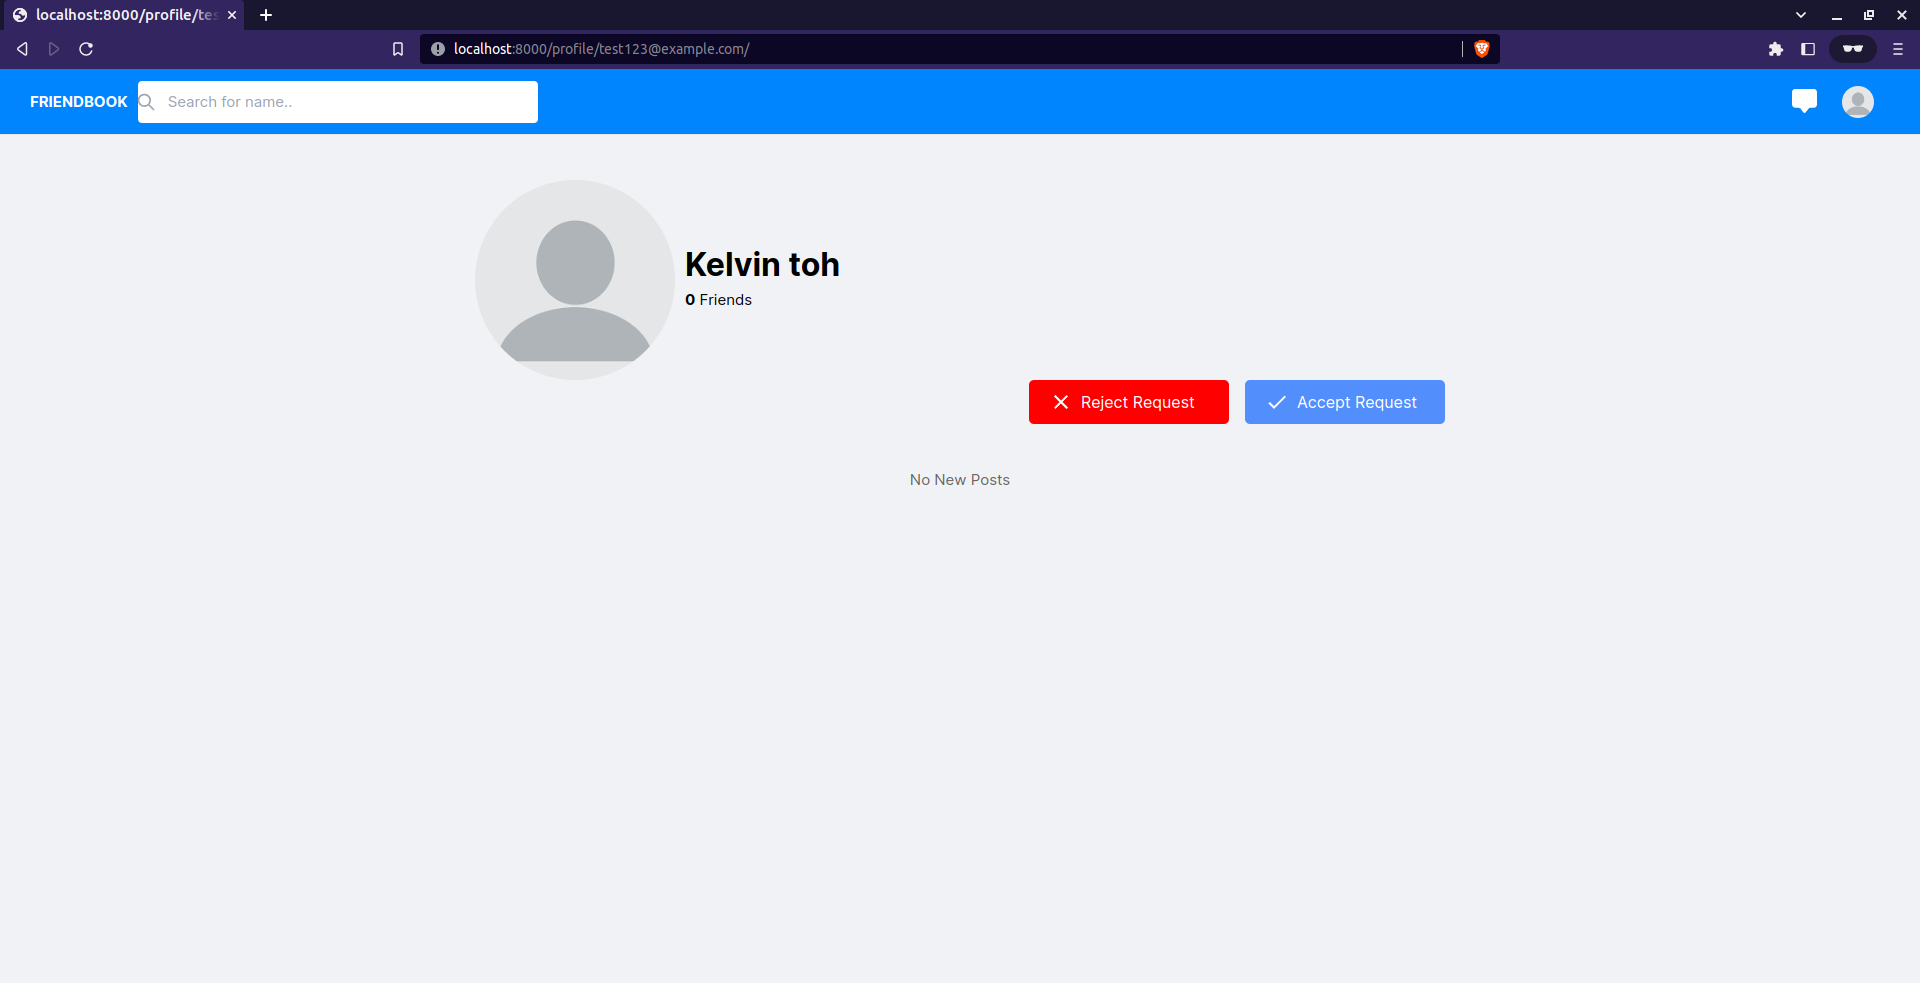 localhost:8000/profile/tes
localhost:8000/profile/test123@example.com/
FRIENDBOOK
Search for name..
Kelvin toh
0 Friends
Reject Request
Accept Request
No New Posts